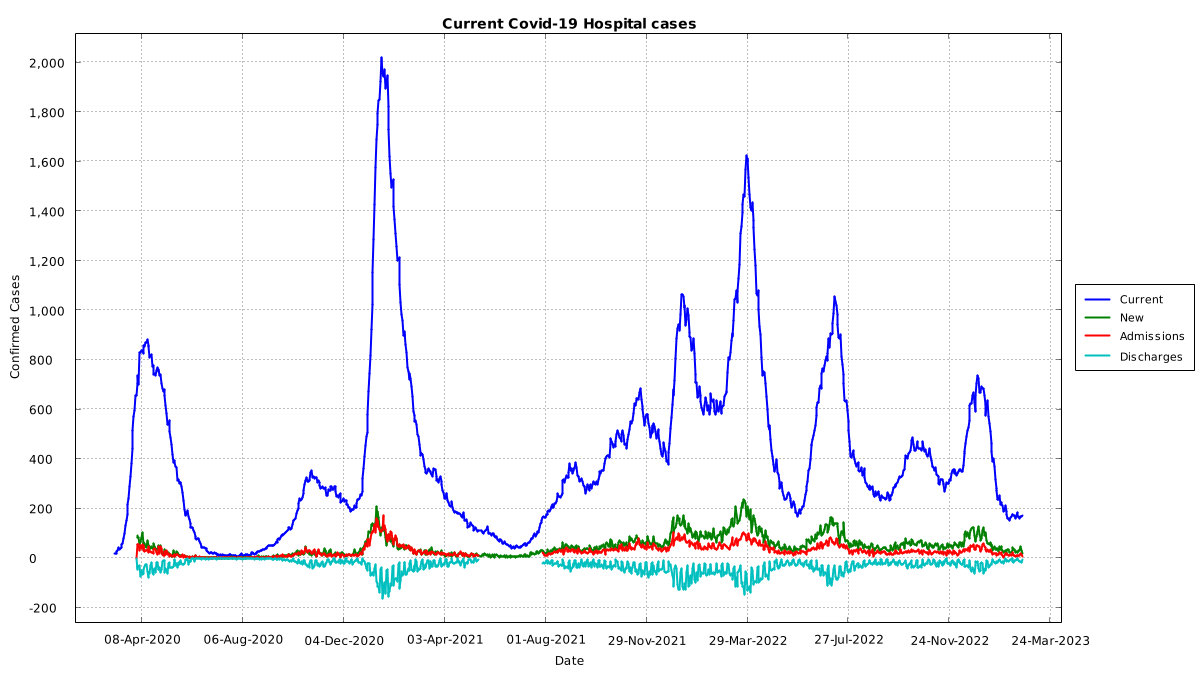 Current Covid-19 Hospital cases
Confirmed Cases
2,000
1,800
1,600
1,400
1,200
1,000
800
600
400
200
0
-200
08-Apr-2020 06-Aug-2020 04-Dec-2020 03-Apr-2021 01-Aug-2021 29-Nov-2021 29-Mar-2022 27-Jul-2022 24-Nov-2022 24-Mar-2023
Date
Current
New
Admissions
Discharges